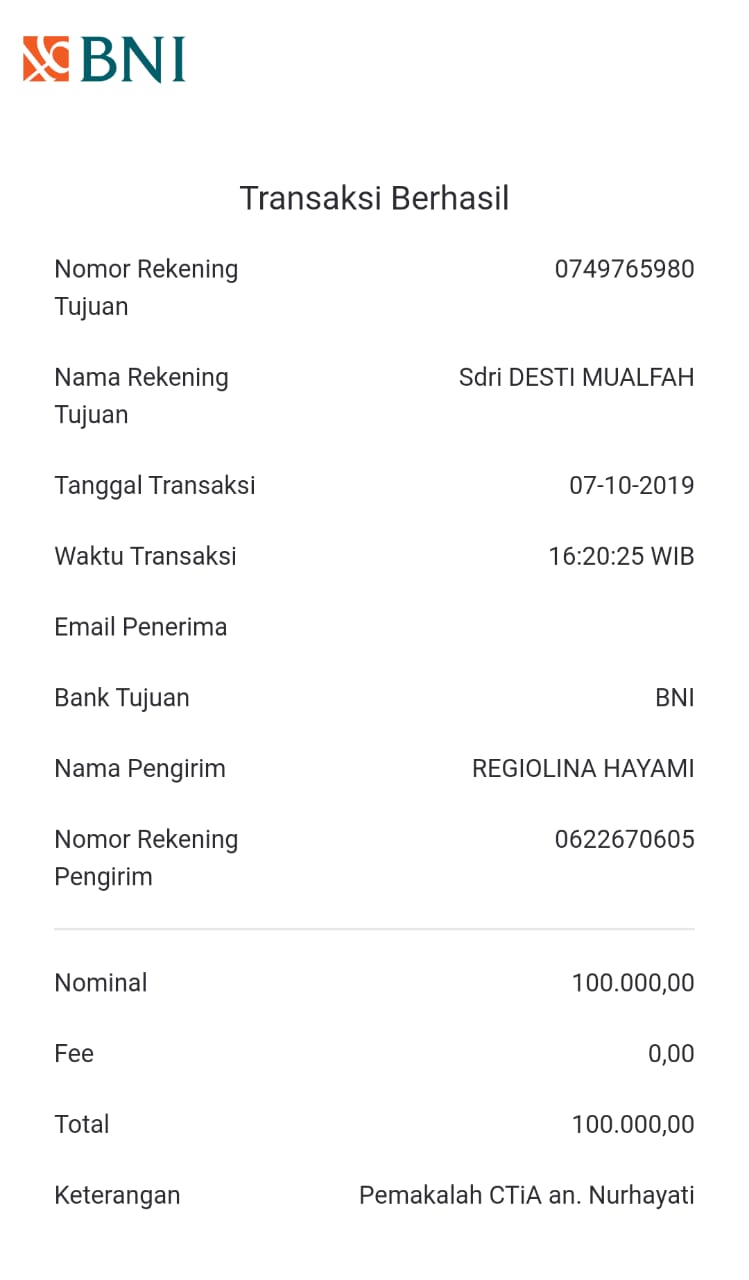 BNI
Transaksi Berhasil
Nomor Rekening Tujuan 0749765980
Nama Rekening Tujuan Sdri DESTI MUALFAH
Tanggal Transaksi 07-10-2019
Waktu Transaksi 16:20:25 WIB
Email Penerima
Bank Tujuan BNI
Nama Pengirim REGIOLINA HAYAMI
Nomor Rekening Pengirim 0622670605
Nominal 100.000,00
Fee 0,00
Total 100.000,00
Keterangan Pemakalah CTiA an. Nurhayati